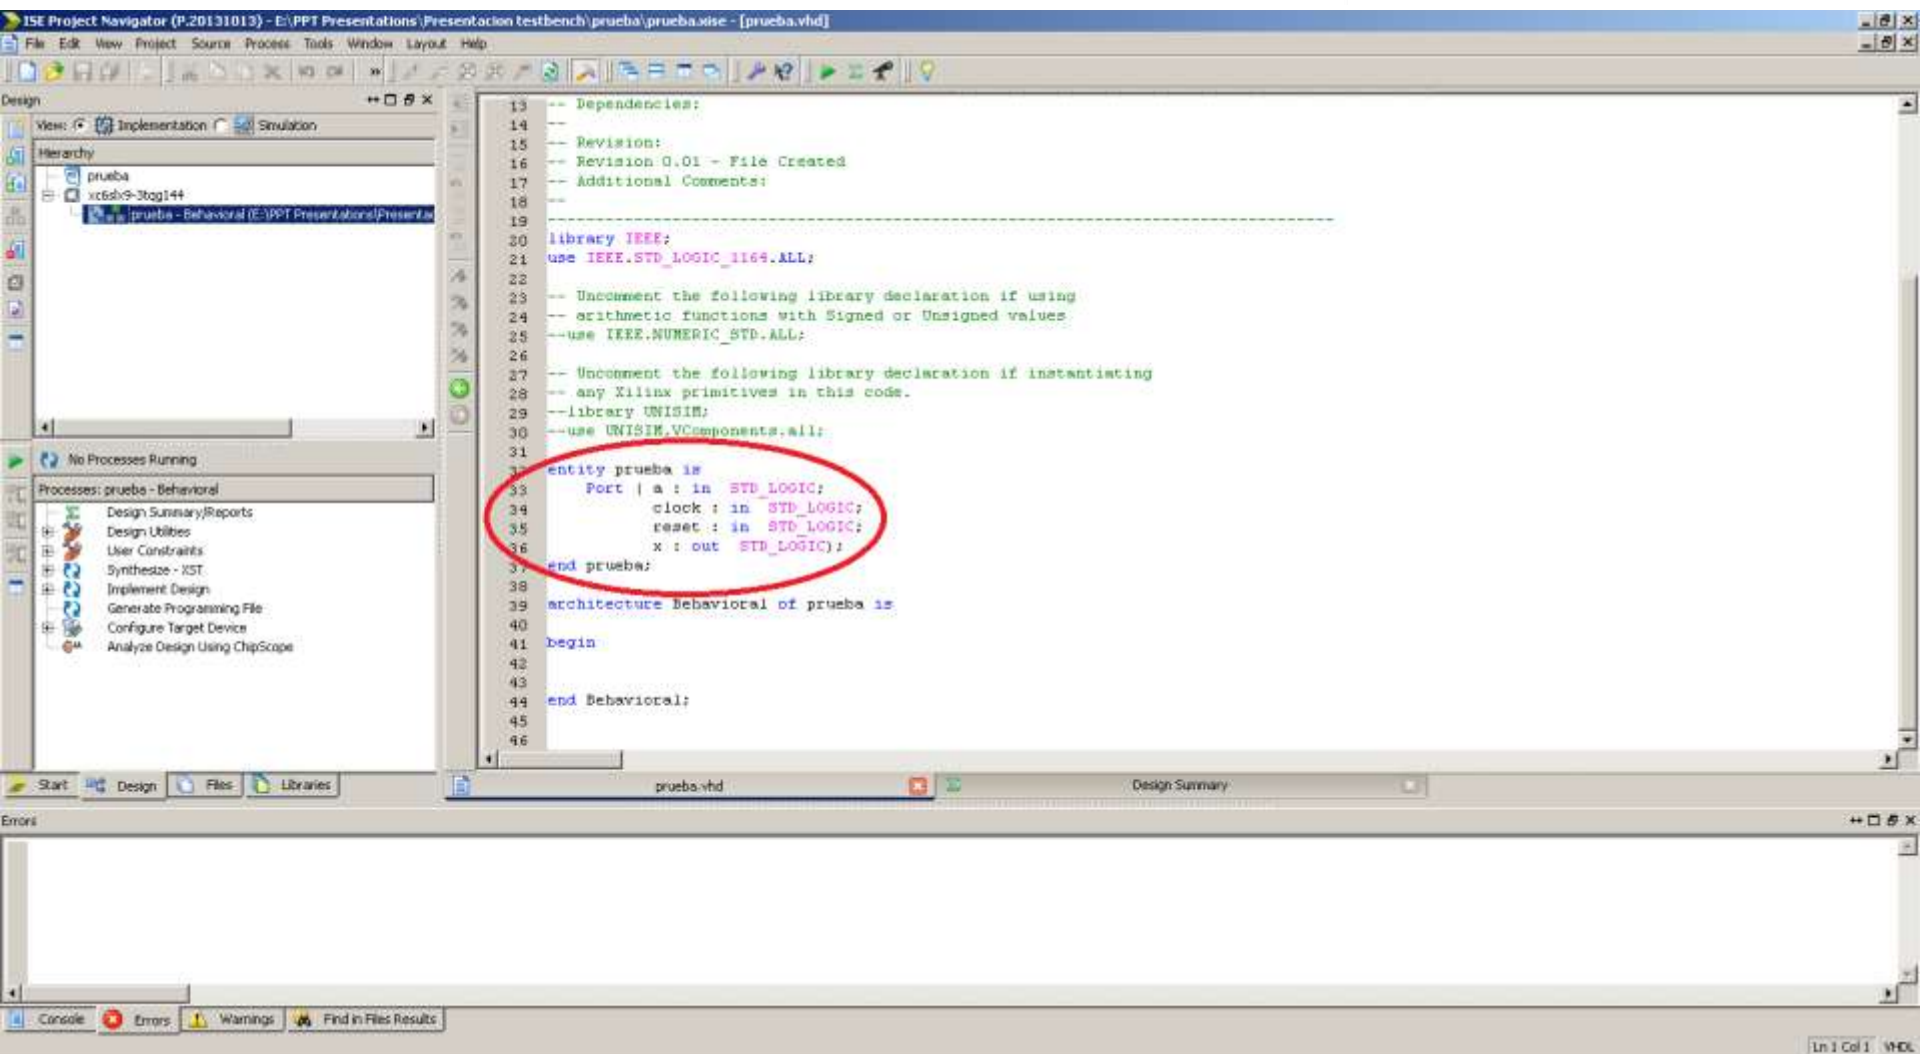 ISE Project Navigator (P.20131013) - E:\PPT Presentations\Presentacion testbench\prueba\prueba.xise - [prueba.vhd]
File Edit View Project Source Process Tools Window Layout Help
Design
View: Implementation Simulation
Hierarchy
prueba
xc6slx9-3tqg144
prueba - Behavioral (E:\PPT Presentations\Presentac
No Processes Running
Processes: prueba - Behavioral
Design Summary/Reports
Design Utilities
User Constraints
Synthesize - XST
Implement Design
Generate Programming File
Configure Target Device
Analyze Design Using ChipScope
Start Design Files Libraries
13 -- Dependencies:
14 --
15 -- Revision:
16 -- Revision 0.01 - File Created
17 -- Additional Comments:
18 --
19 ----------------------------------------------------------------------------------
20 library IEEE;
21 use IEEE.STD_LOGIC_1164.ALL;
22
23 -- Uncomment the following library declaration if using
24 -- arithmetic functions with Signed or Unsigned values
25 --use IEEE.NUMERIC_STD.ALL;
26
27 -- Uncomment the following library declaration if instantiating
28 -- any Xilinx primitives in this code.
29 --library UNISIM;
30 --use UNISIM.VComponents.all;
31
32 entity prueba is
33 Port ( a : in STD_LOGIC;
34 clock : in STD_LOGIC;
35 reset : in STD_LOGIC;
36 x : out STD_LOGIC);
37 end prueba;
38
39 architecture Behavioral of prueba is
40
41 begin
42
43
44 end Behavioral;
45
46
prueba.vhd Design Summary
Errors
Console Errors Warnings Find in Files Results
Ln 1 Col 1 VHDL